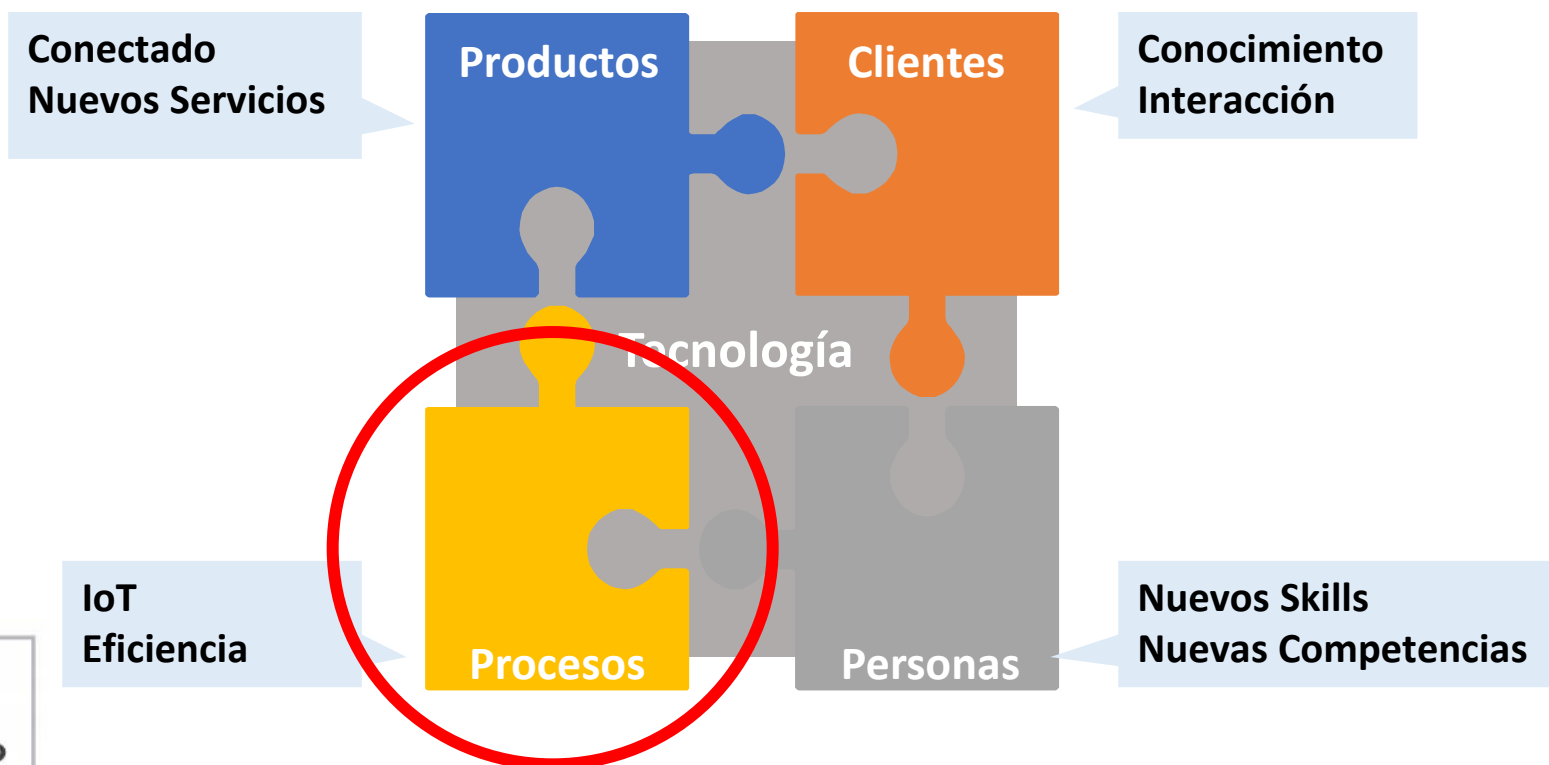 Conectado
Nuevos Servicios
Productos
Clientes
Conocimiento
Interacción
Tecnología
IoT
Eficiencia
Procesos
Personas
Nuevos Skills
Nuevas Competencias